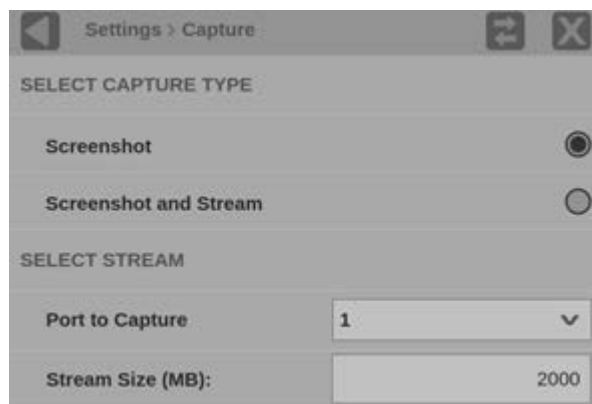 Settings > Capture
SELECT CAPTURE TYPE
Screenshot
Screenshot and Stream
SELECT STREAM
Port to Capture 1
Stream Size (MB): 2000